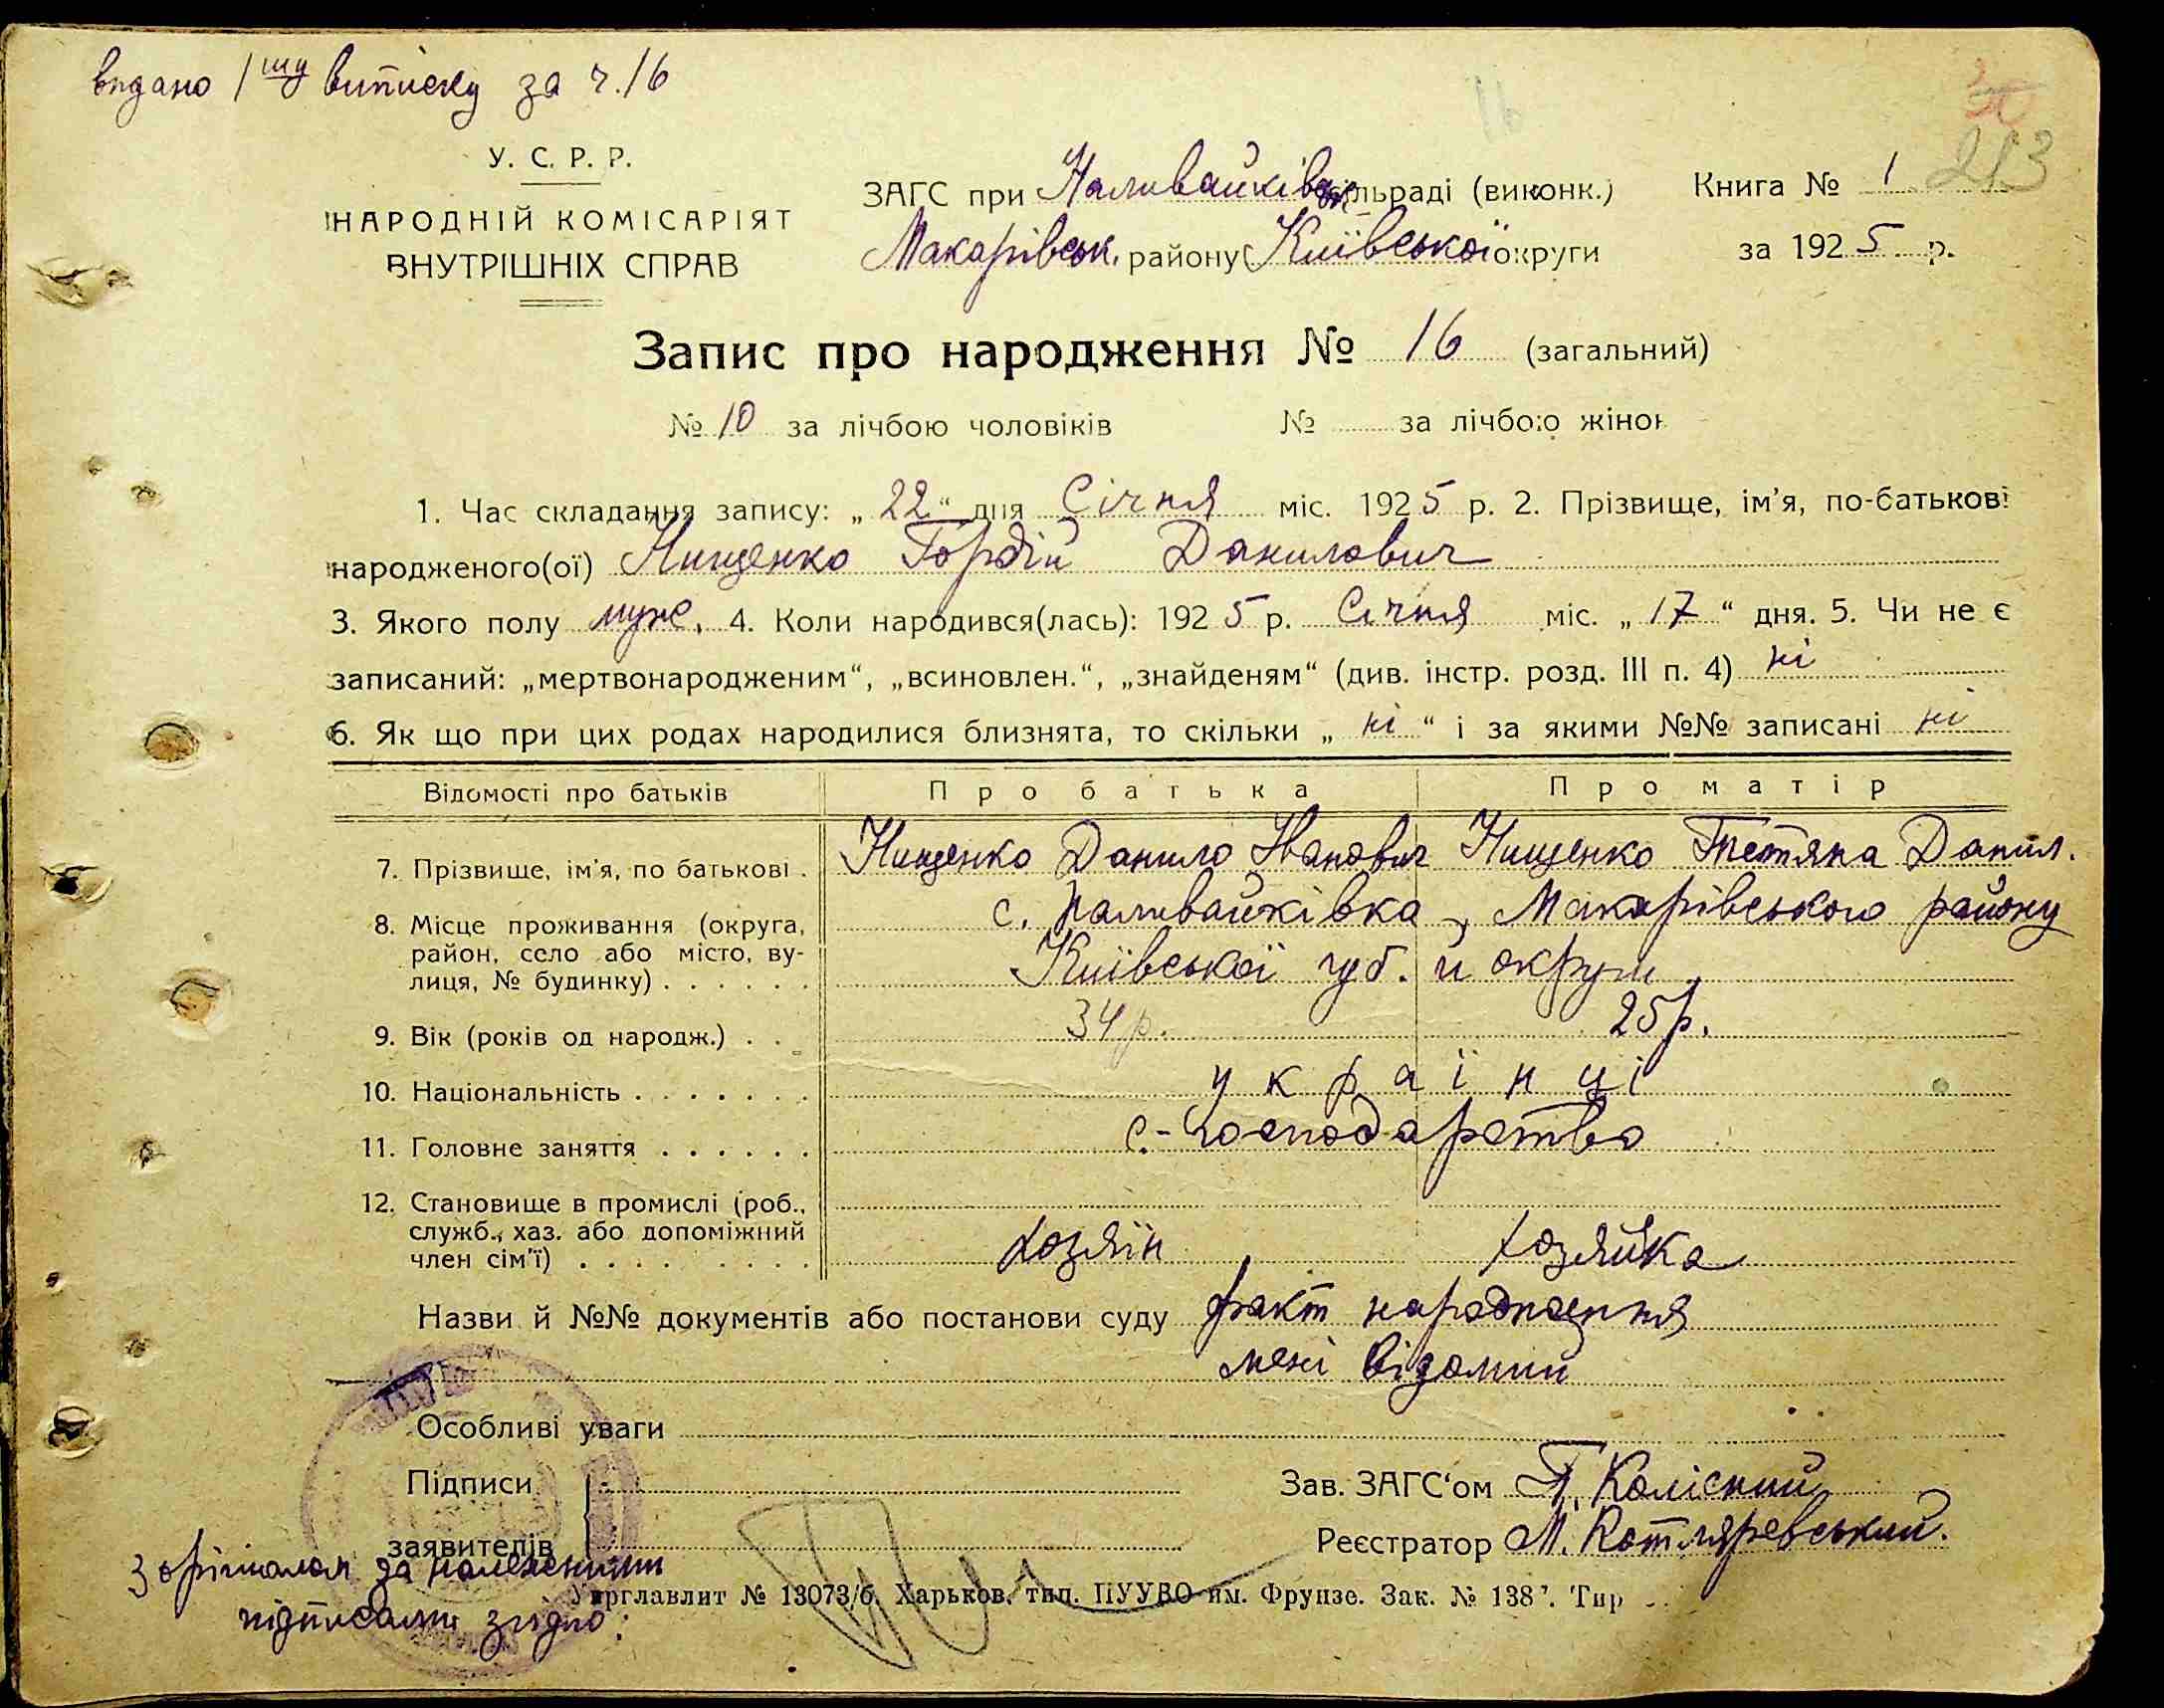 видано 1шу виписку за ч. 16
16
30
213
У. С. Р. Р.
НАРОДНІЙ КОМІСАРІЯТ
ВНУТРІШНІХ СПРАВ
ЗАГС при Наливайківськ сільраді (виконк.)
Макарівськ. району Київської округи
Книга № 1
за 1925 р.
Запис про народження № 16 (загальний)
№ 10 за лічбою чоловіків № за лічбою жінок
1. Час складання запису: „22“ дня Січня міс. 1925 р. 2. Прізвище, ім'я, по-батькові
народженого(ої) Нищенко Гордій Данилович
3. Якого полу муж. 4. Коли народився(лась): 1925 р. Січня міс. „17“ дня. 5. Чи не є
записаний: „мертвонародженим“, „всиновлен.“, „знайденям“ (див. інстр. розд. III п. 4) ні
6. Як що при цих родах народилися близнята, то скільки „ні“ і за якими №№ записані ні
Відомості про батьків Про батька Про матір
7. Прізвище, ім'я, по батькові . Нищенко Данило Іванович Нищенко Тетяна Данил.
8. Місце проживання (округа, с. Наливайківка, Макарівського району
район, село або місто, ву-
лиця, № будинку) . . . . . . Київської губ. й округи
9. Вік (років од народж.) . . . 34 р. 25 р.
10. Національність . . . . . . . українці
11. Головне заняття . . . . . . с.-господарство
12. Становище в промислі (роб.,
служб., хаз. або допоміжний
член сім'ї) . . . . . . . . . хозяїн хозяйка
Назви й №№ документів або постанови суду факт народження
мені відомий
Особливі уваги
Підписи
заявителів
Зав. ЗАГС'ом П. Колісний
Реєстратор М. Котляревський.
З оріґіналом за належними
підписами згідно:
Укрглавлит № 13073/б. Харьков, тип. ПУУВО им. Фрунзе. Зак. № 138 . Тир